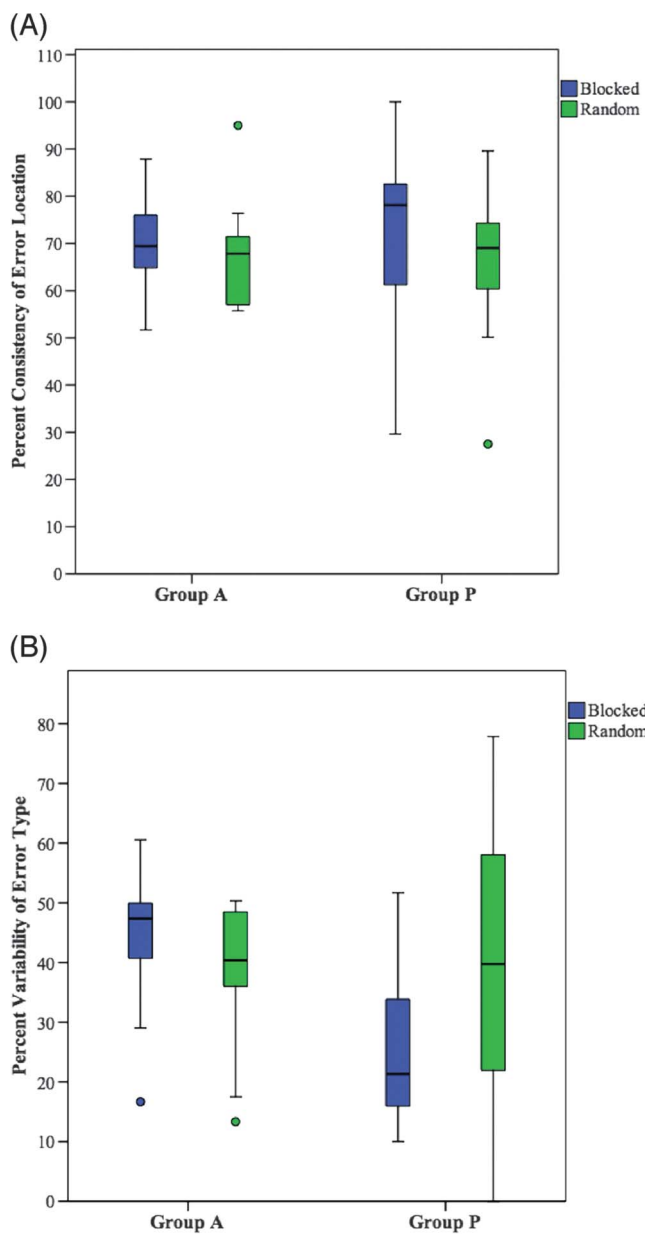 (A)
Percent Consistency of Error Location
110
100
90
80
70
60
50
40
30
20
10
0
Group A
Group P
Blocked
Random
(B)
Percent Variability of Error Type
80
70
60
50
40
30
20
10
0
Group A
Group P
Blocked
Random